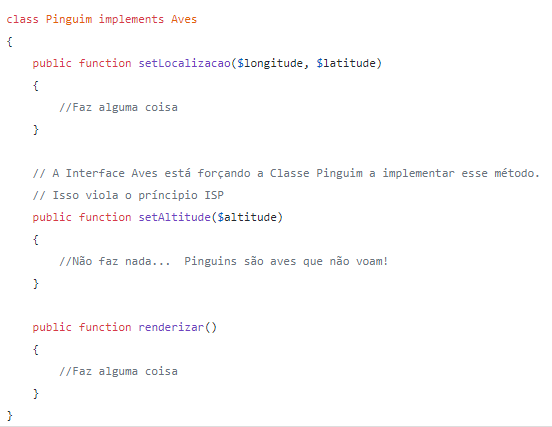 class Pinguim implements Aves
{
    public function setLocalizacao($longitude, $latitude)
    {
        //Faz alguma coisa
    }

    // A Interface Aves está forçando a Classe Pinguim a implementar esse método.
    // Isso viola o príncipio ISP
    public function setAltitude($altitude)
    {
        //Não faz nada...  Pinguins são aves que não voam!
    }

    public function renderizar()
    {
        //Faz alguma coisa
    }
}